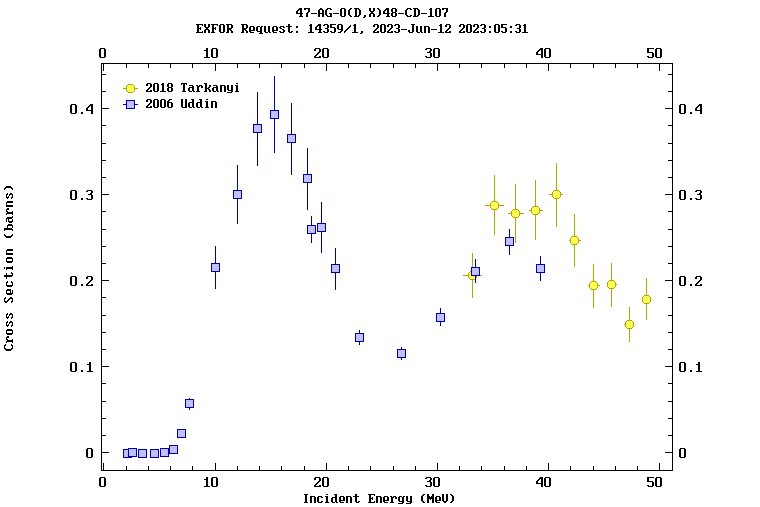 47-AG-0(D,X)48-CD-107
EXFOR Request: 14359/1, 2023-Jun-12 2023:05:31
0 10 20 30 40 50
2018 Tarkanyi
2006 Uddin
0.4 0.4
0.3 0.3
0.2 0.2
0.1 0.1
0 0
Cross Section (barns)
0 10 20 30 40 50
Incident Energy (MeV)